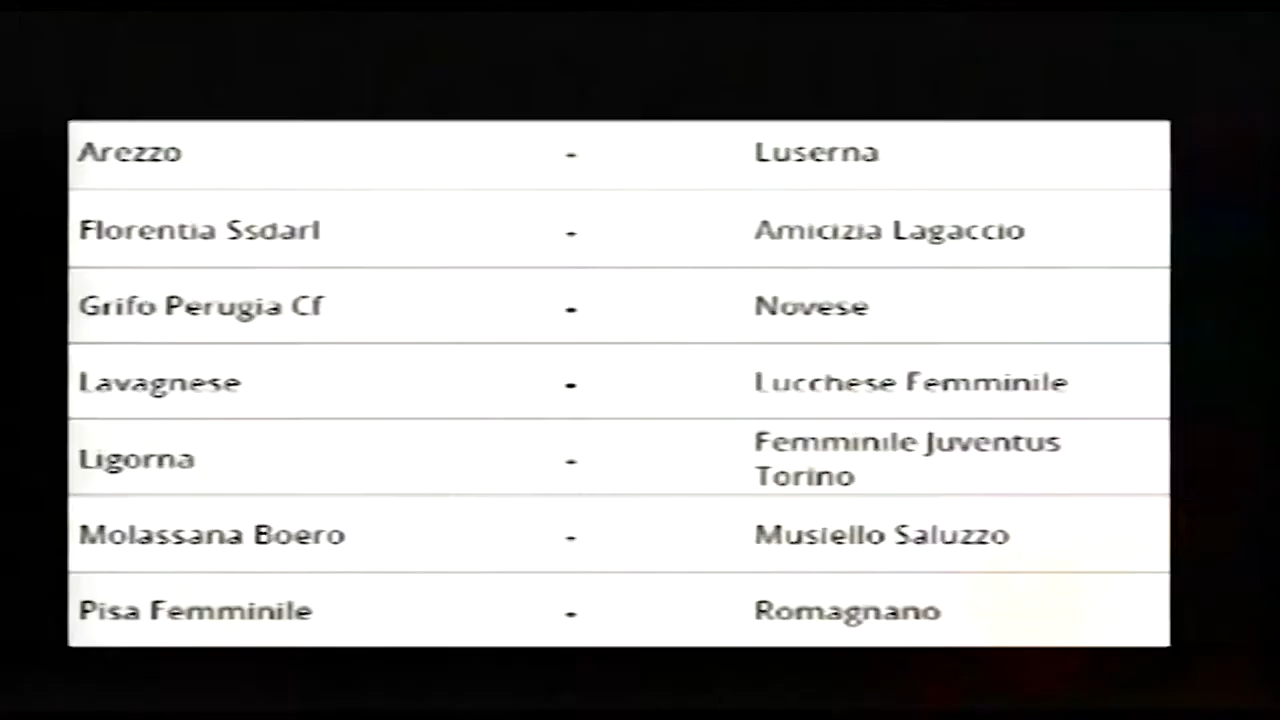 Arezzo - Luserna
Florentia Ssdarl - Amicizia Lagaccio
Grifo Perugia Cf - Novese
Lavagnese - Lucchese Femminile
Ligorna - Femminile Juventus
Torino
Molassana Boero - Musiello Saluzzo
Pisa Femminile - Romagnano